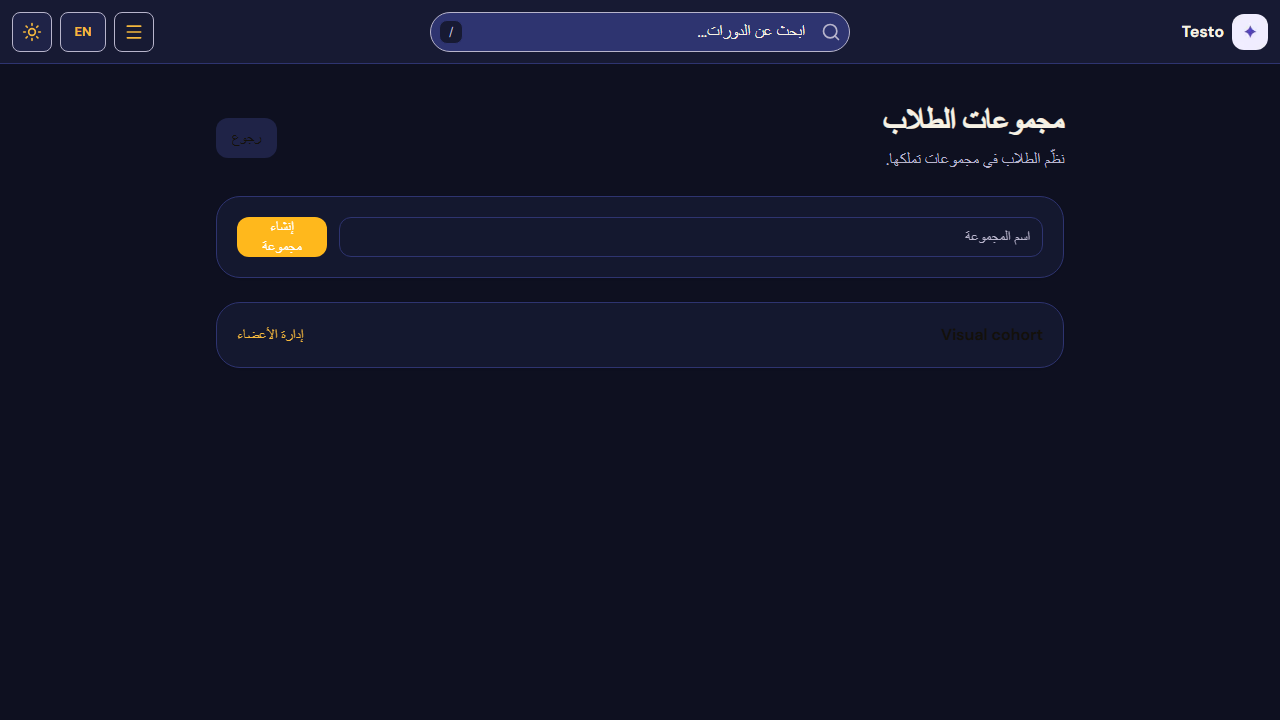 Testo
ابحث عن الدورات...
/
EN
مجموعات الطلاب
نظّم الطلاب في مجموعات تملكها.
رجوع
اسم المجموعة
إنشاء
مجموعة
Visual cohort
إدارة الأعضاء